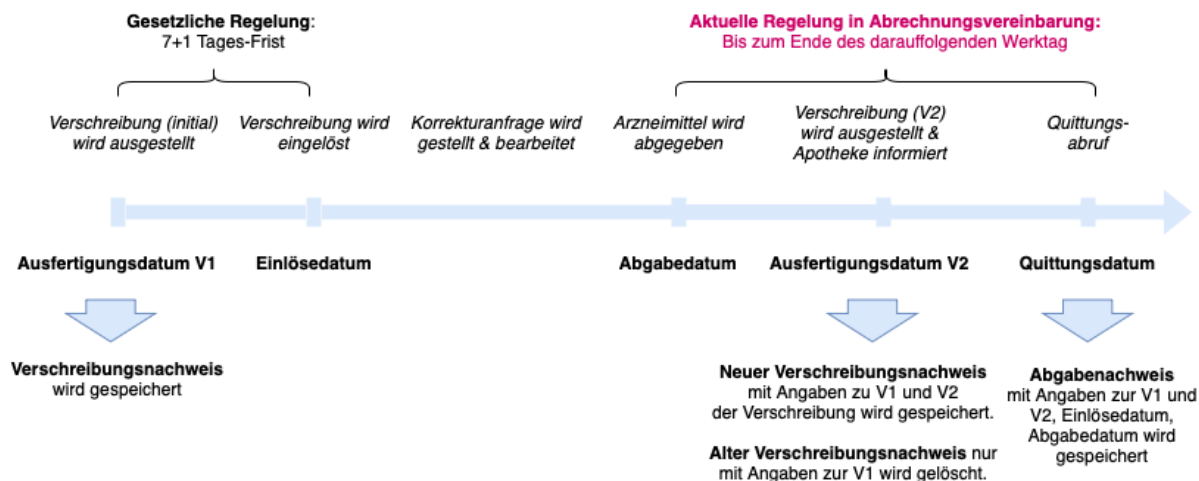 Gesetzliche Regelung:
7+1 Tages-Frist
Aktuelle Regelung in Abrechnungsvereinbarung:
Bis zum Ende des darauffolgenden Werktag
Verschreibung (initial)
wird ausgestellt
Verschreibung wird
eingelöst
Korrekturanfrage wird
gestellt & bearbeitet
Arzneimittel wird
abgegeben
Verschreibung (V2)
wird ausgestellt &
Apotheke informiert
Quittungs-
abruf
Ausfertigungsdatum V1
Einlösedatum
Abgabedatum
Ausfertigungsdatum V2
Quittungsdatum
Verschreibungsnachweis
wird gespeichert
Neuer Verschreibungsnachweis
mit Angaben zu V1 und V2
der Verschreibung wird gespeichert.
Alter Verschreibungsnachweis nur
mit Angaben zur V1 wird gelöscht.
Abgabenachweis
mit Angaben zur V1 und
V2, Einlösedatum,
Abgabedatum wird
gespeichert